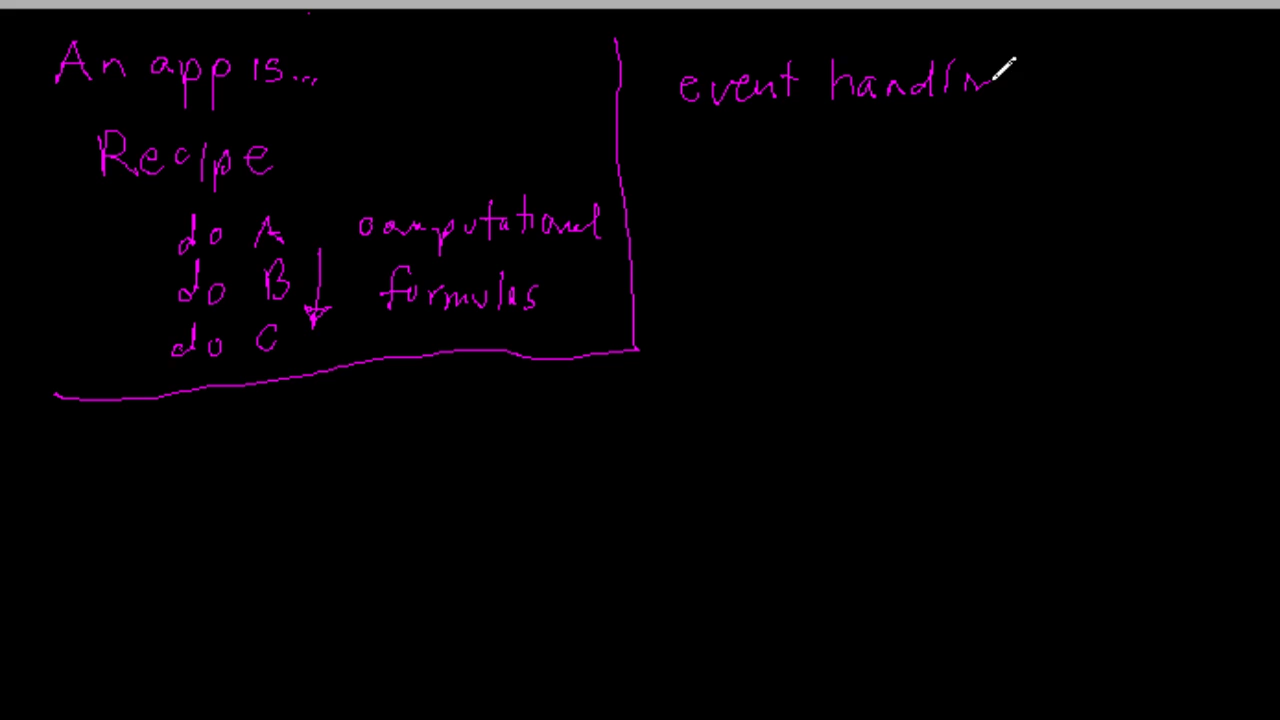 An app is...
Recipe
do A
do B
do C
computational
formulas
event handlin